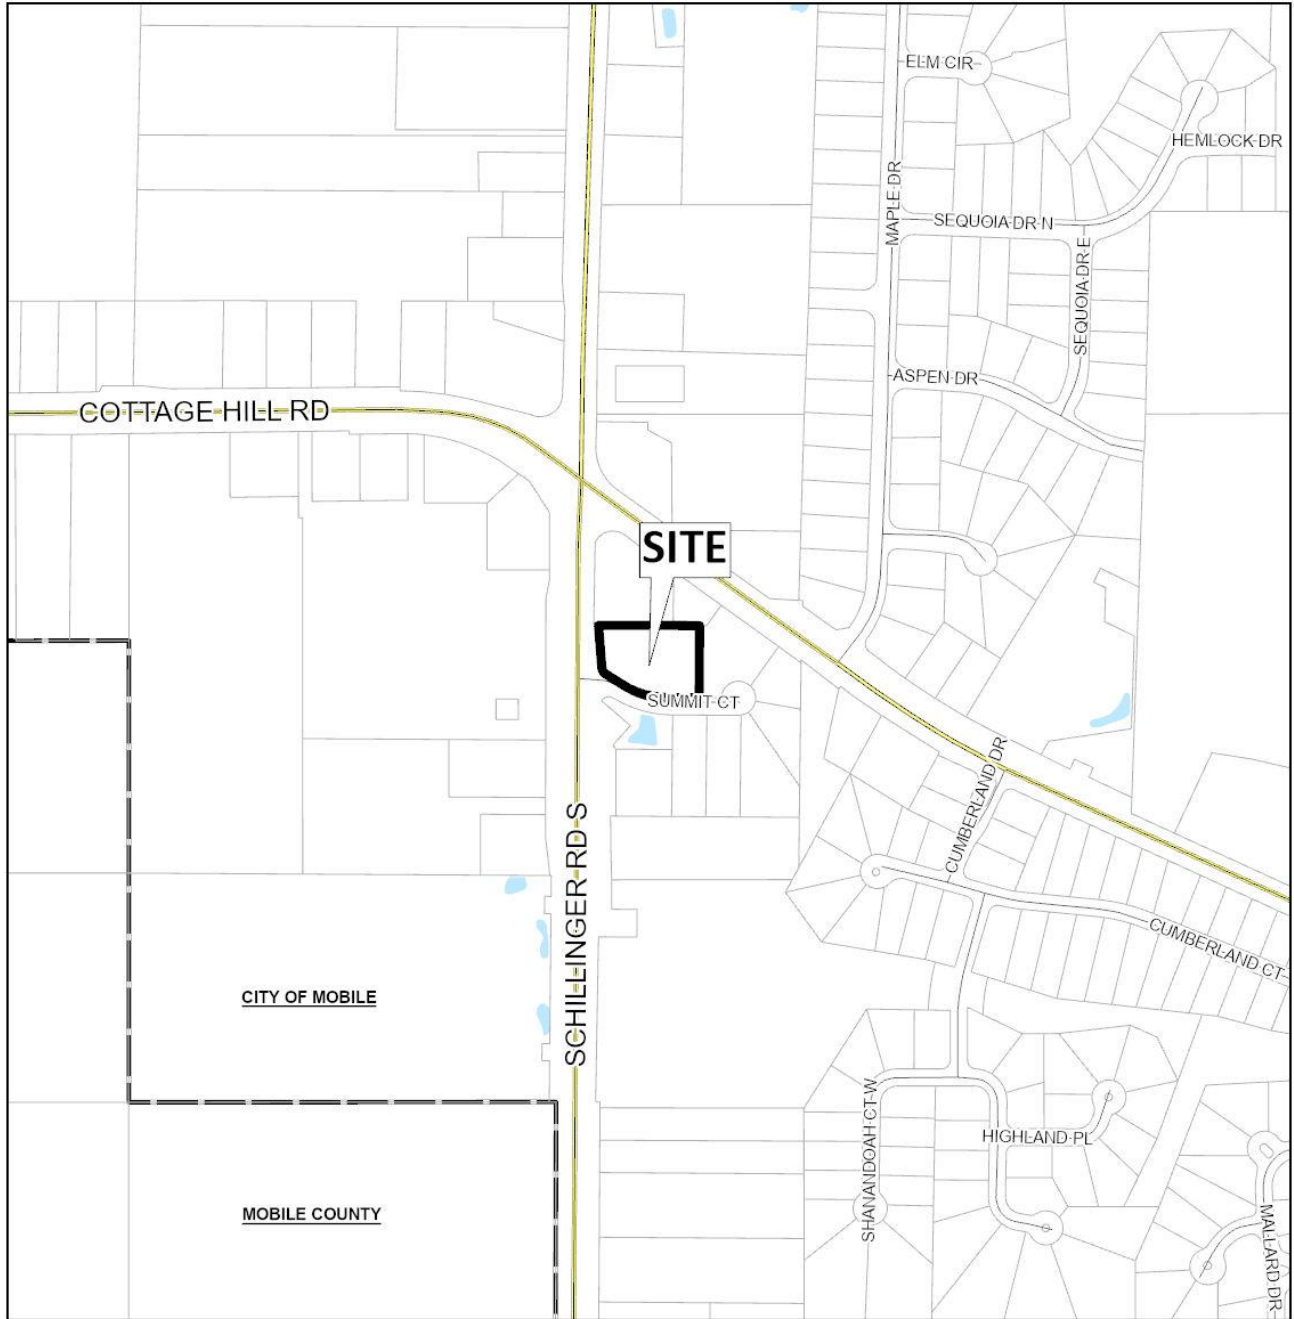 ELM CIR
HEMLOCK DR
MAPLE DR
SEQUOIA DR N
SEQUOIA DR E
ASPEN DR
COTTAGE HILL RD
SITE
SUMMIT CT
CUMBERLAND DR
SCHILLINGER RD S
CUMBERLAND CT
CITY OF MOBILE
SHANANDOAH CT W
HIGHLAND PL
MOBILE COUNTY
MALLARD DR